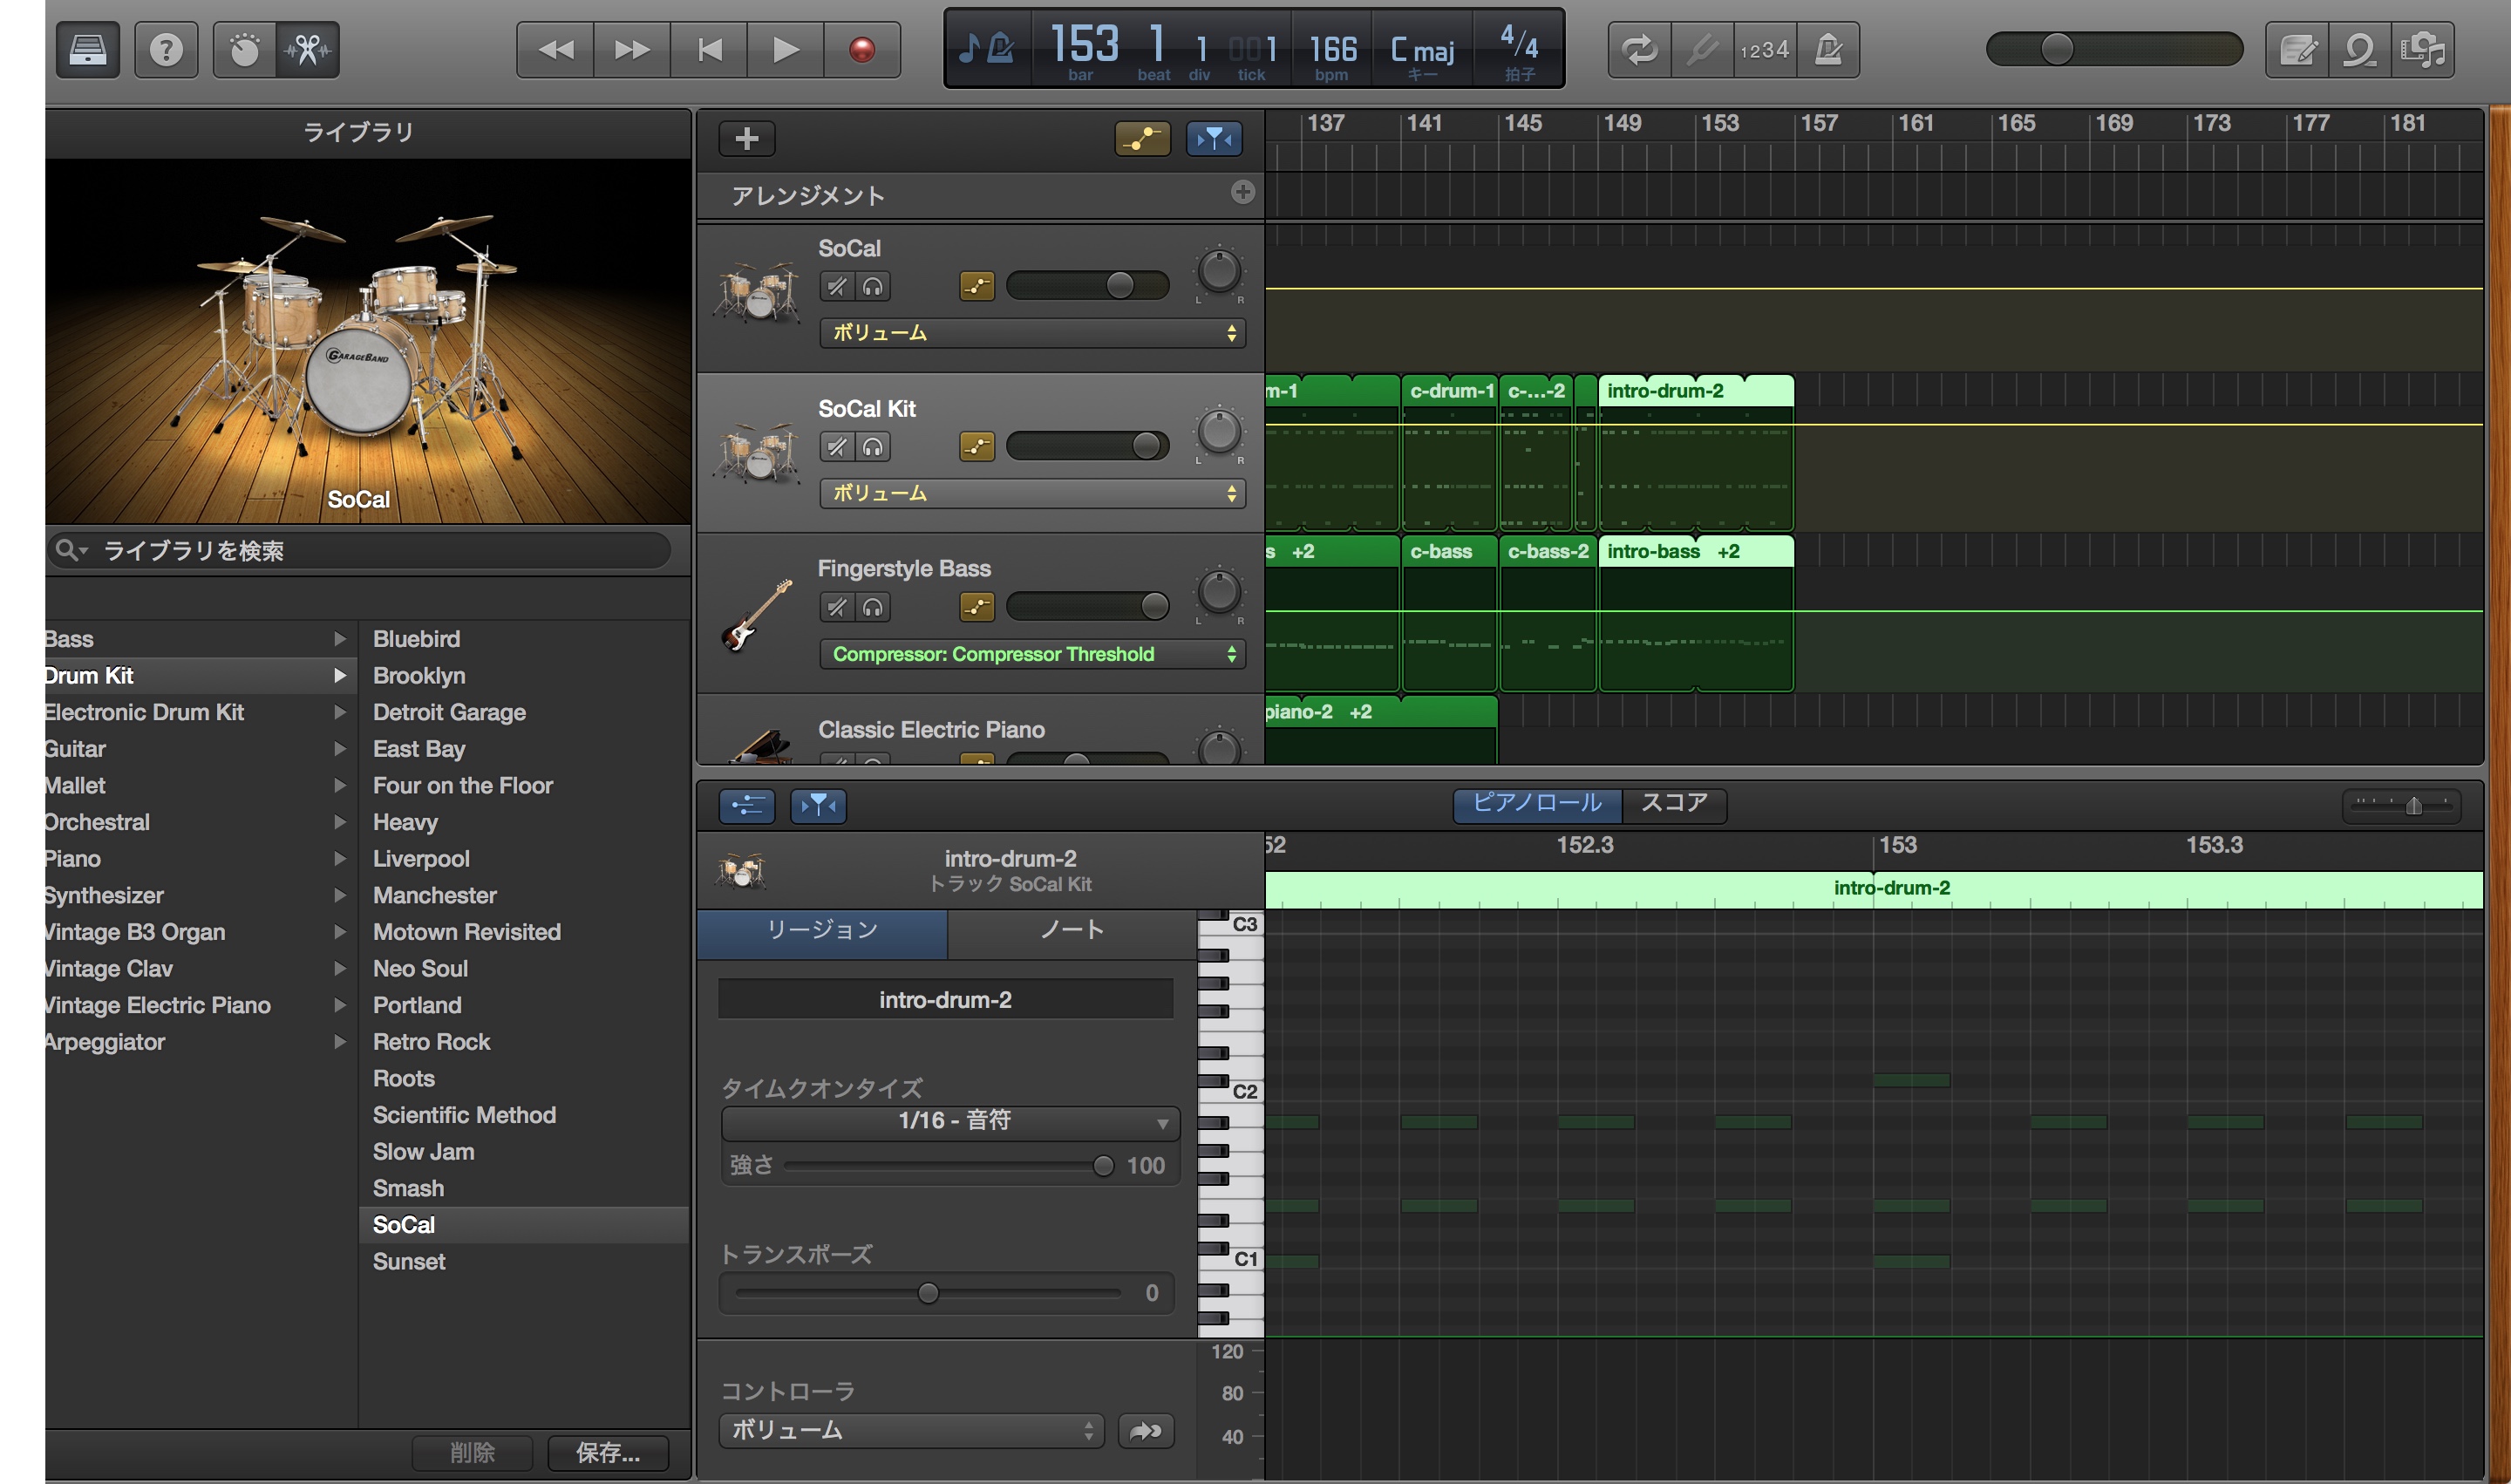 1234
153 1 1 001 166 Cmaj 4/4
bar beat div tick bpm キー 拍子
ライブラリ
GARAGEBAND
SoCal
ライブラリを検索
Bass
Drum Kit
Electronic Drum Kit
Guitar
Mallet
Orchestral
Piano
Synthesizer
Vintage B3 Organ
Vintage Clav
Vintage Electric Piano
Arpeggiator
Bluebird
Brooklyn
Detroit Garage
East Bay
Four on the Floor
Heavy
Liverpool
Manchester
Motown Revisited
Neo Soul
Portland
Retro Rock
Roots
Scientific Method
Slow Jam
Smash
SoCal
Sunset
削除 保存...
137 141 145 149 153 157 161 165 169 173 177 181
アレンジメント
SoCal
L R
ボリューム
SoCal Kit
L R
ボリューム
m-1 c-drum-1 c-...-2 intro-drum-2
Fingerstyle Bass
L R
Compressor: Compressor Threshold
s +2 c-bass c-bass-2 intro-bass +2
Classic Electric Piano
piano-2 +2
ピアノロール スコア
intro-drum-2
トラック SoCal Kit
52 152.3 153 153.3
intro-drum-2
リージョン ノート
intro-drum-2
タイムクオンタイズ
1/16 - 音符
強さ 100
トランスポーズ
0
C3
C2
C1
コントローラ
ボリューム
120
80
40